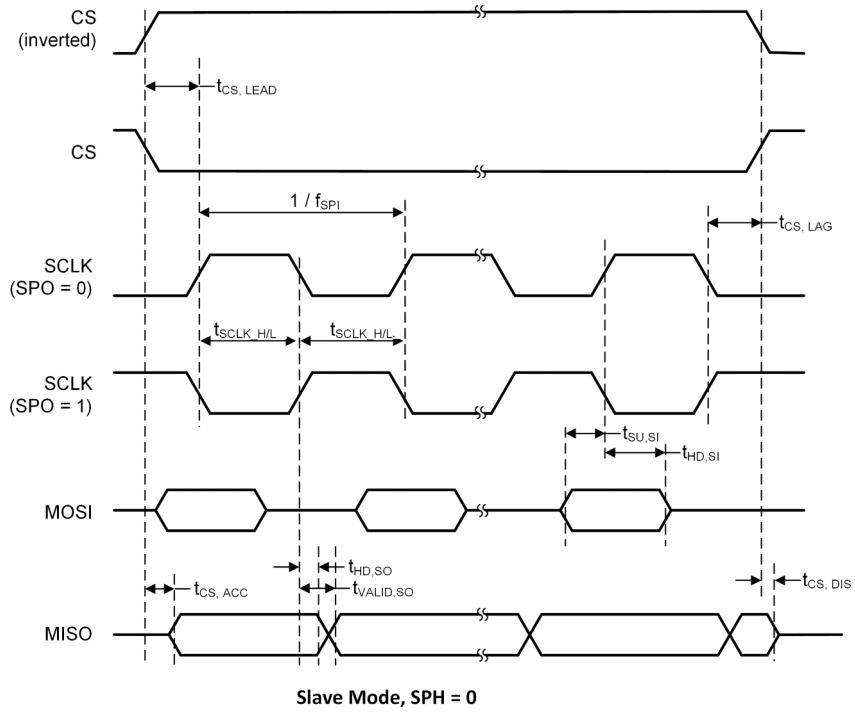 CS
(inverted)
tCS, LEAD
CS
1 / fSPI
tCS, LAG
SCLK
(SPO = 0)
tSCLK_H/L
tSCLK_H/L
SCLK
(SPO = 1)
tSU,SI
tHD,SI
MOSI
tHD,SO
tVALID,SO
tCS, ACC
tCS, DIS
MISO
Slave Mode, SPH = 0